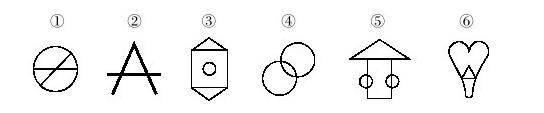 ① ② ③ ④ ⑤ ⑥